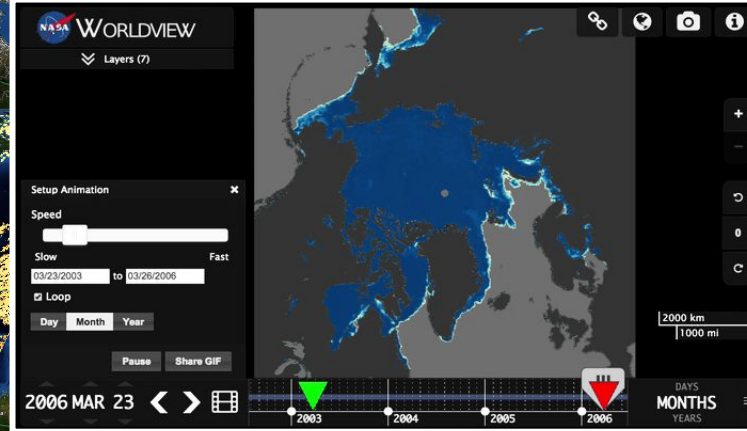 NASA WORLDVIEW
Layers (7)
Setup Animation
Speed
Slow Fast
03/23/2003 to 03/26/2006
Loop
Day Month Year
Pause Share GIF
2006 MAR 23
2003 2004 2005 2006
+
0
2000 km
1000 mi
DAYS
MONTHS
YEARS